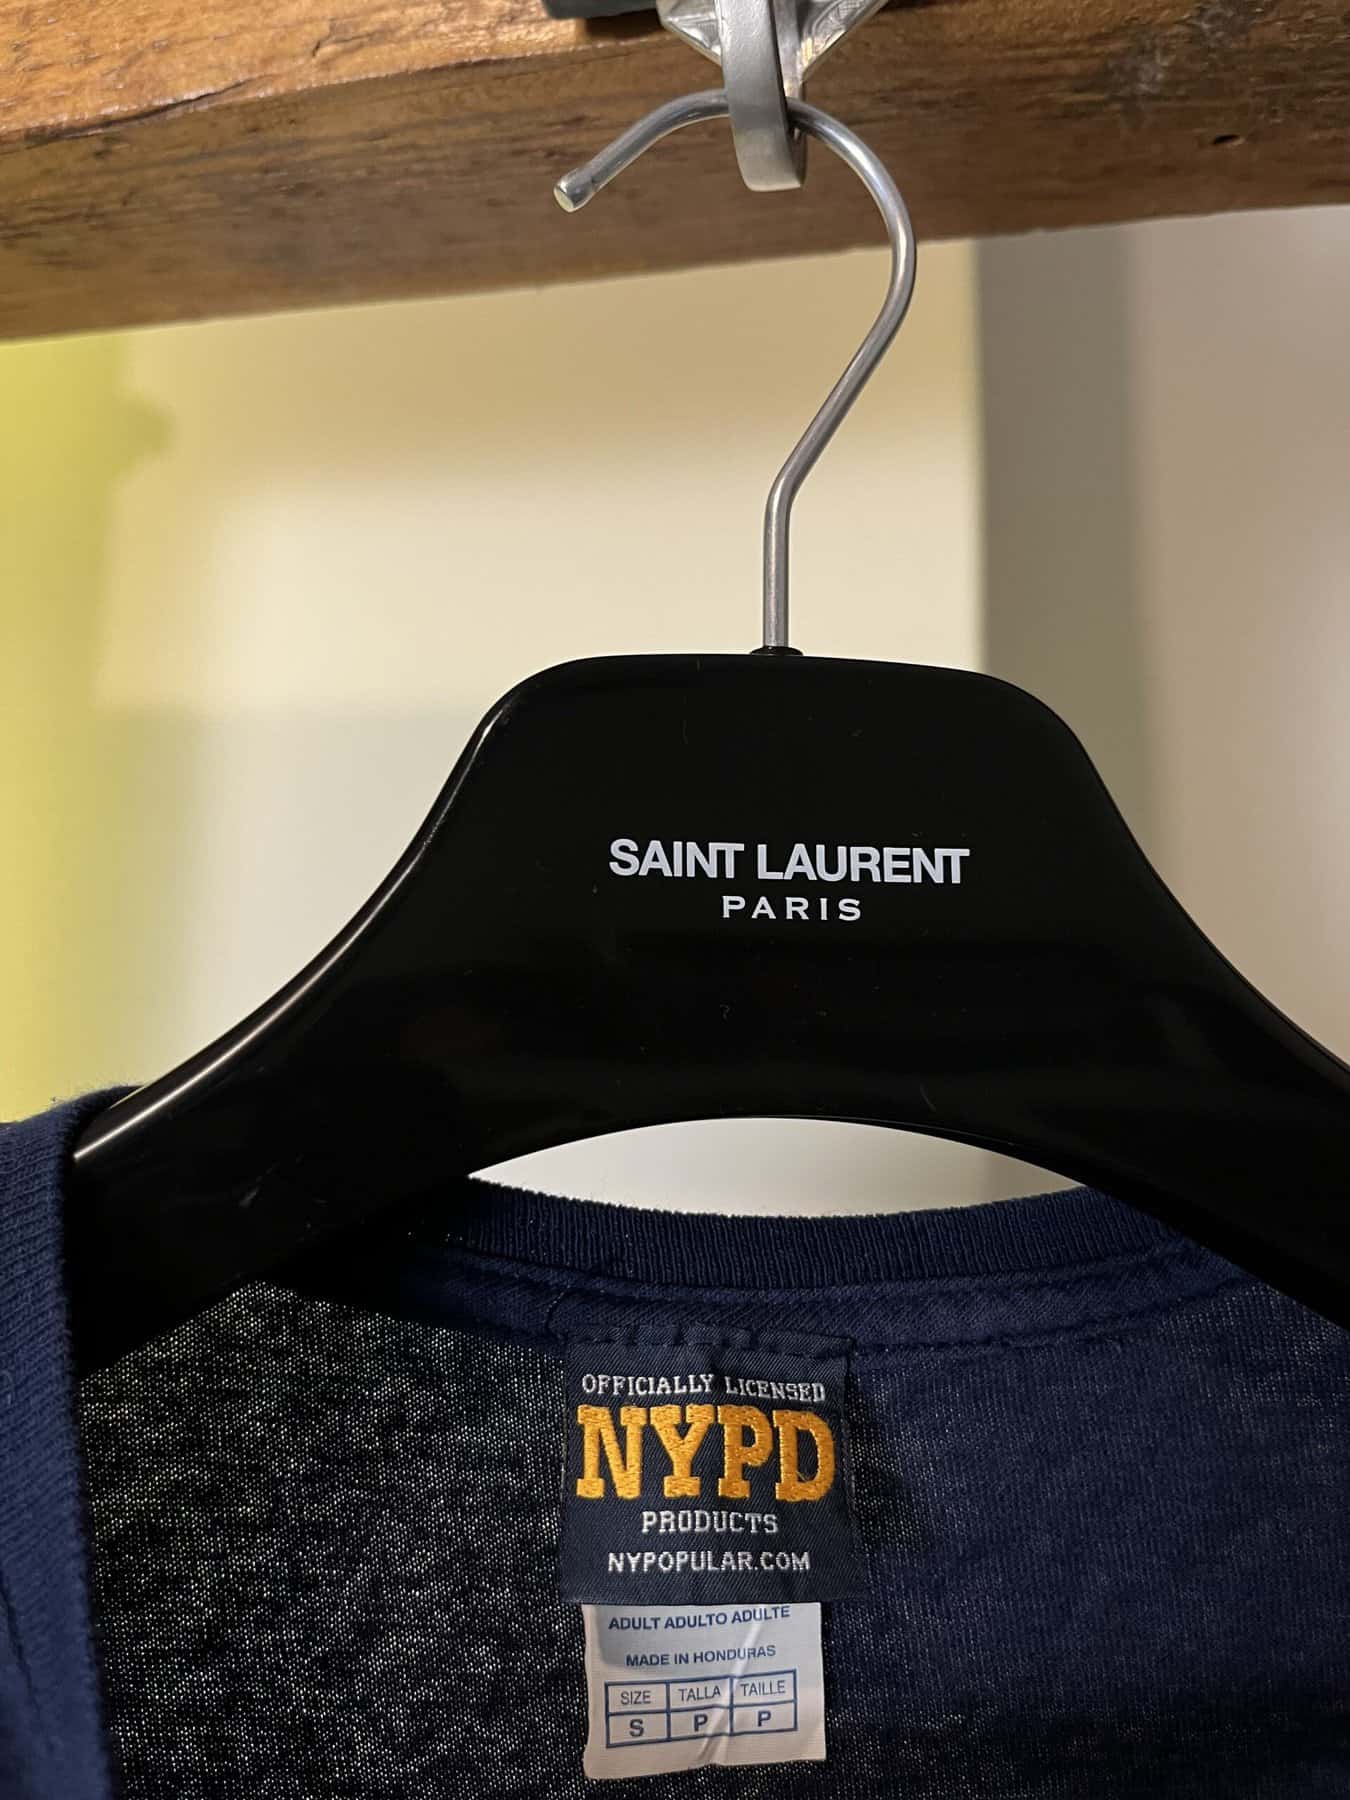 SAINT LAURENT
PARIS
OFFICIALLY LICENSED
NYPD
PRODUCTS
NYPOPULAR.COM
ADULT ADULTO ADULTE
MADE IN HONDURAS
SIZE TALLA TAILLE
S P P